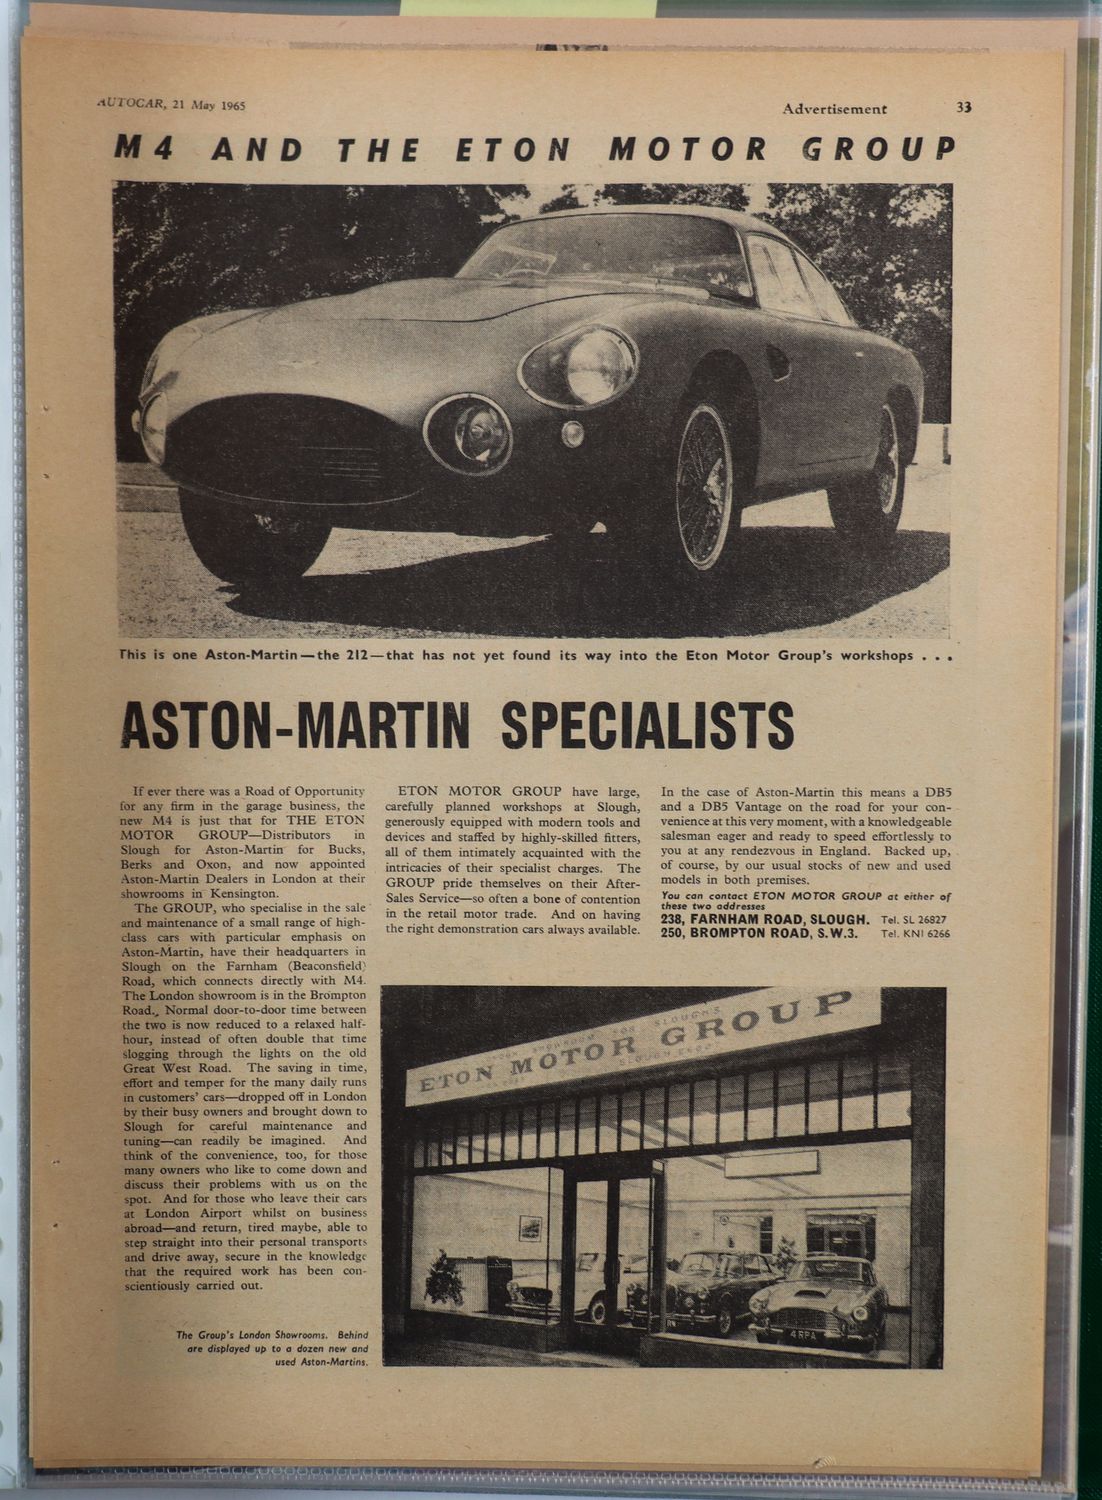 AUTOCAR, 21 May 1965
Advertisement 33
M4 AND THE ETON MOTOR GROUP
This is one Aston-Martin—the 212—that has not yet found its way into the Eton Motor Group's workshops . . .
ASTON-MARTIN SPECIALISTS
If ever there was a Road of Opportunity
for any firm in the garage business, the
new M4 is just that for THE ETON
MOTOR GROUP—Distributors in
Slough for Aston-Martin for Bucks,
Berks and Oxon, and now appointed
Aston-Martin Dealers in London at their
showrooms in Kensington.
The GROUP, who specialise in the sale
and maintenance of a small range of high-
class cars with particular emphasis on
Aston-Martin, have their headquarters in
Slough on the Farnham (Beaconsfield)
Road, which connects directly with M4.
The London showroom is in the Brompton
Road. Normal door-to-door time between
the two is now reduced to a relaxed half-
hour, instead of often double that time
slogging through the lights on the old
Great West Road. The saving in time,
effort and temper for the many daily runs
in customers' cars—dropped off in London
by their busy owners and brought down to
Slough for careful maintenance and
tuning—can readily be imagined. And
think of the convenience, too, for those
many owners who like to come down and
discuss their problems with us on the
spot. And for those who leave their cars
at London Airport whilst on business
abroad—and return, tired maybe, able to
step straight into their personal transports
and drive away, secure in the knowledge
that the required work has been con-
scientiously carried out.
ETON MOTOR GROUP have large,
carefully planned workshops at Slough,
generously equipped with modern tools and
devices and staffed by highly-skilled fitters,
all of them intimately acquainted with the
intricacies of their specialist charges. The
GROUP pride themselves on their After-
Sales Service—so often a bone of contention
in the retail motor trade. And on having
the right demonstration cars always available.
In the case of Aston-Martin this means a DB5
and a DB5 Vantage on the road for your con-
venience at this very moment, with a knowledgeable
salesman eager and ready to speed effortlessly to
you at any rendezvous in England. Backed up,
of course, by our usual stocks of new and used
models in both premises.
You can contact ETON MOTOR GROUP at either of
these two addresses
238, FARNHAM ROAD, SLOUGH. Tel. SL 26827
250, BROMPTON ROAD, S.W.3. Tel. KNI 6266
The Group's London Showrooms. Behind
are displayed up to a dozen new and
used Aston-Martins.
SHOWROOM FOR SLOUGH'S
ETON MOTOR GROUP
4 RPA